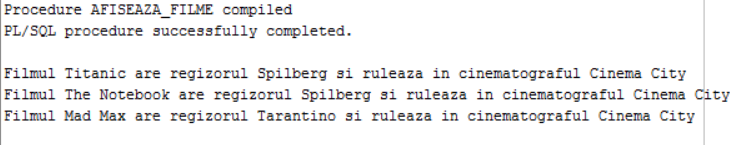 Procedure AFISEAZA_FILME compiled
PL/SQL procedure successfully completed.
Filmul Titanic are regizorul Spilberg si ruleaza in cinematograful Cinema City
Filmul The Notebook are regizorul Spilberg si ruleaza in cinematograful Cinema City
Filmul Mad Max are regizorul Tarantino si ruleaza in cinematograful Cinema City